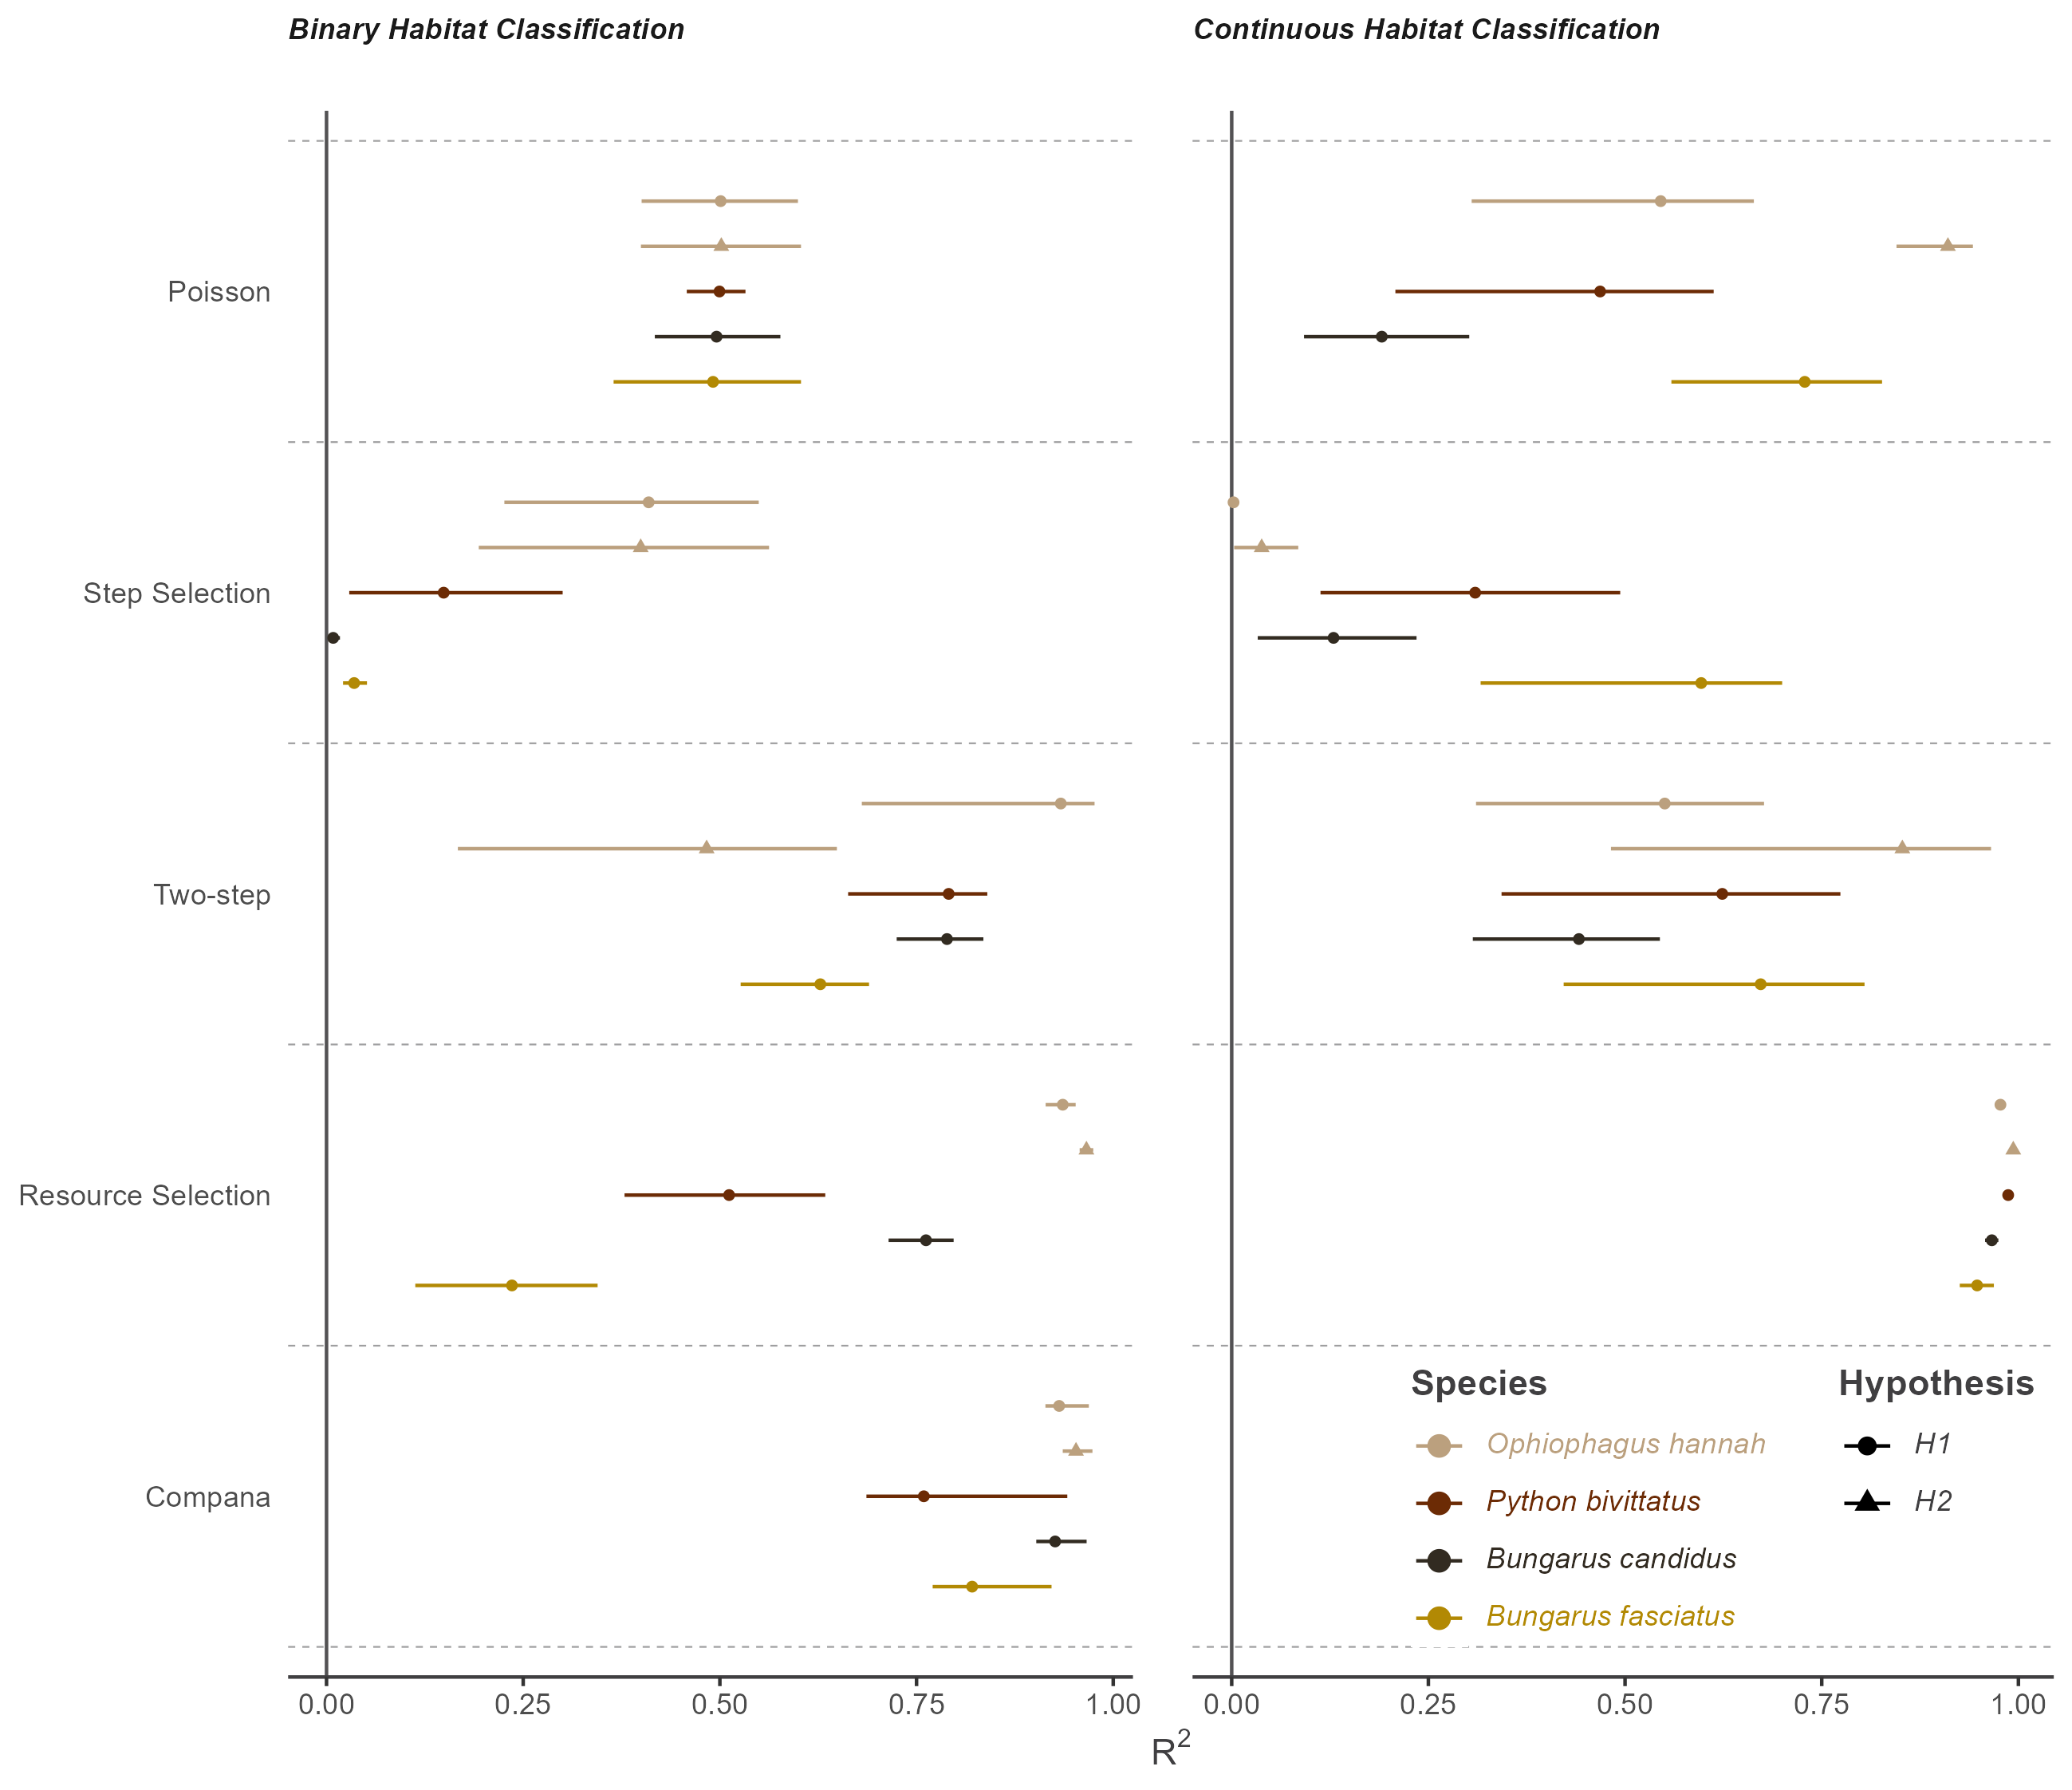 Binary Habitat Classification
Continuous Habitat Classification
Poisson
Step Selection
Two-step
Resource Selection
Compana
Species
Ophiophagus hannah
Python bivittatus
Bungarus candidus
Bungarus fasciatus
Hypothesis
H1
H2
0.00 0.25 0.50 0.75 1.00
0.00 0.25 0.50 0.75 1.00
R²